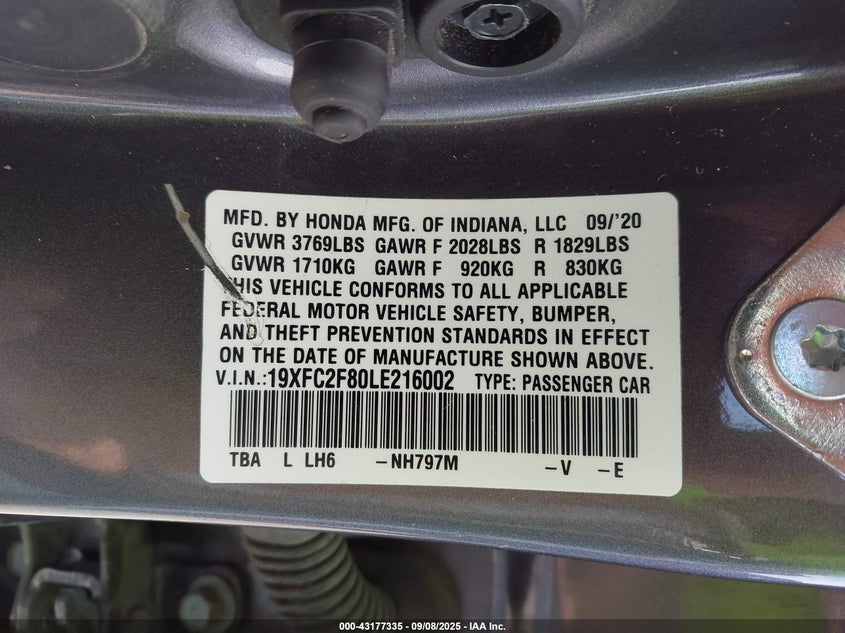 MFD. BY HONDA MFG. OF INDIANA, LLC 09/'20
GVWR 3769LBS GAWR F 2028LBS R 1829LBS
GVWR 1710KG GAWR F 920KG R 830KG
THIS VEHICLE CONFORMS TO ALL APPLICABLE
FEDERAL MOTOR VEHICLE SAFETY, BUMPER,
AND THEFT PREVENTION STANDARDS IN EFFECT
ON THE DATE OF MANUFACTURE SHOWN ABOVE.
V.I.N.:19XFC2F80LE216002 TYPE: PASSENGER CAR
TBA L LH6 -NH797M -V -E
000-43177335 - 09/08/2025 - IAA Inc.